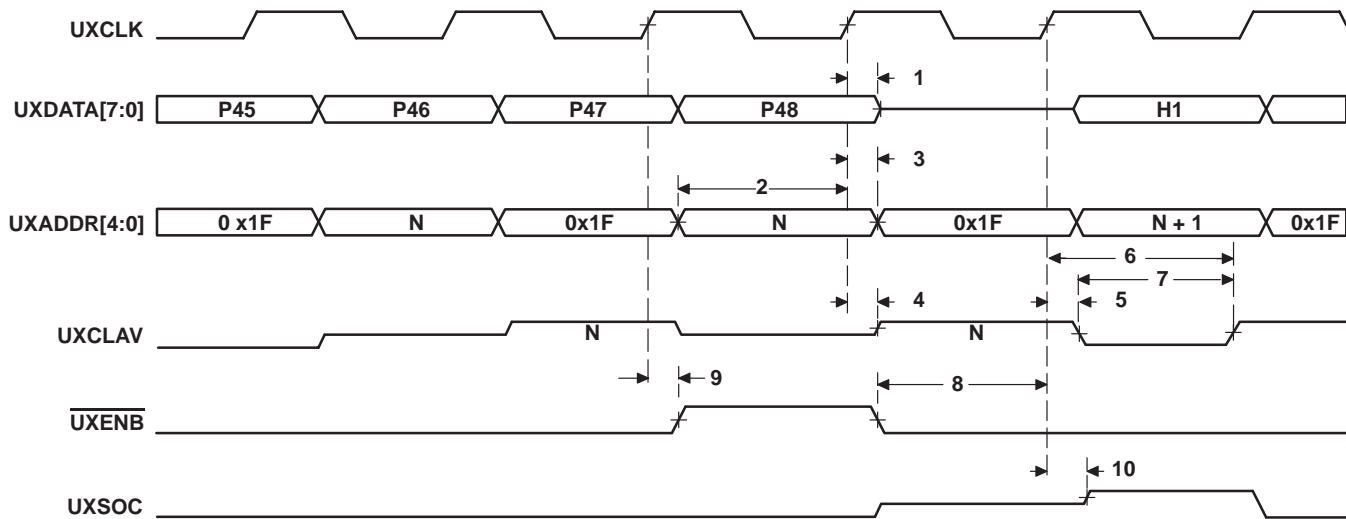 UXCLK
1
UXDATA[7:0] P45 P46 P47 P48 H1
3
2
UXADDR[4:0] 0 x1F N 0x1F N 0x1F N + 1 0x1F
6
7
4 5
UXCLAV N N
9 8
UXENB
10
UXSOC